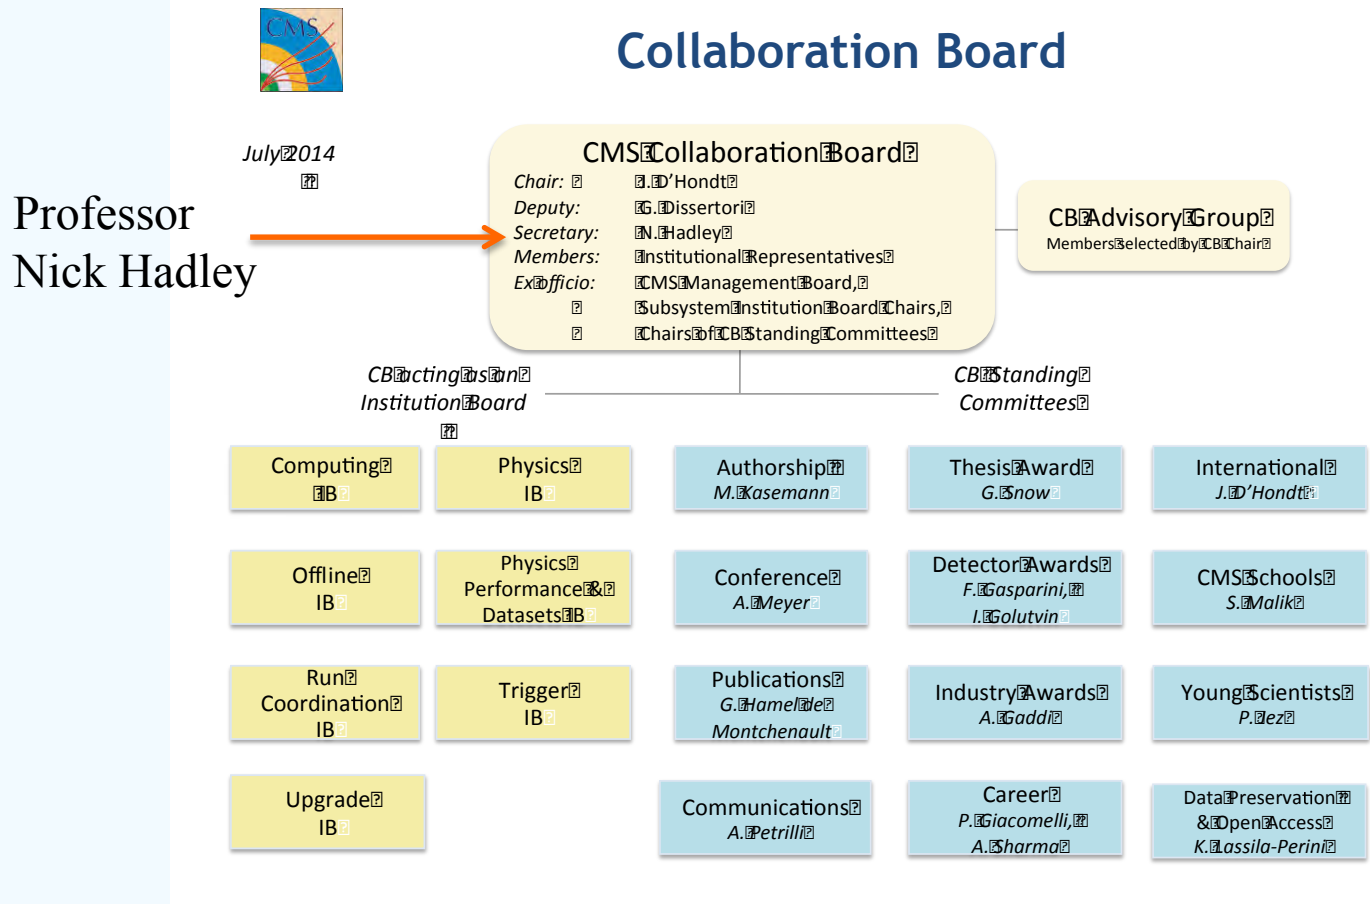 CMS
Collaboration Board
July 2014
Professor
Nick Hadley
CMS Collaboration Board
Chair: J. D'Hondt
Deputy: G. Dissertori
Secretary: N. Hadley
Members: Institutional Representatives
Ex officio: CMS Management Board,
Subsystem Institution Board Chairs,
Chairs of CB Standing Committees
CB Advisory Group
Members selected by CB Chair
CB acting as an
Institution Board
CB Standing
Committees
Computing
IB
Physics
IB
Authorship
M. Kasemann
Thesis Award
G. Snow
International
J. D'Hondt
Offline
IB
Physics
Performance &
Datasets IB
Conference
A. Meyer
Detector Awards
F. Gasparini,
I. Golutvin
CMS Schools
S. Malik
Run
Coordination
IB
Trigger
IB
Publications
G. Hamel de
Montchenault
Industry Awards
A. Gaddi
Young Scientists
P. Jez
Upgrade
IB
Communications
A. Petrilli
Career
P. Giacomelli,
A. Sharma
Data Preservation
& Open Access
K. Lassila-Perini